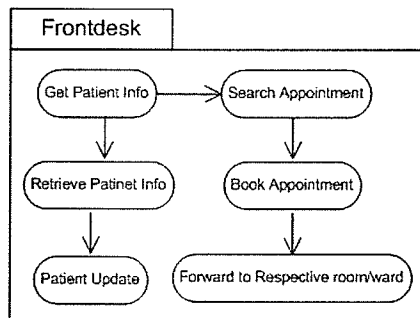 Frontdesk
Get Patient Info
Search Appointment
Retrieve Patinet Info
Book Appointment
Patient Update
Forward to Respective room/ward